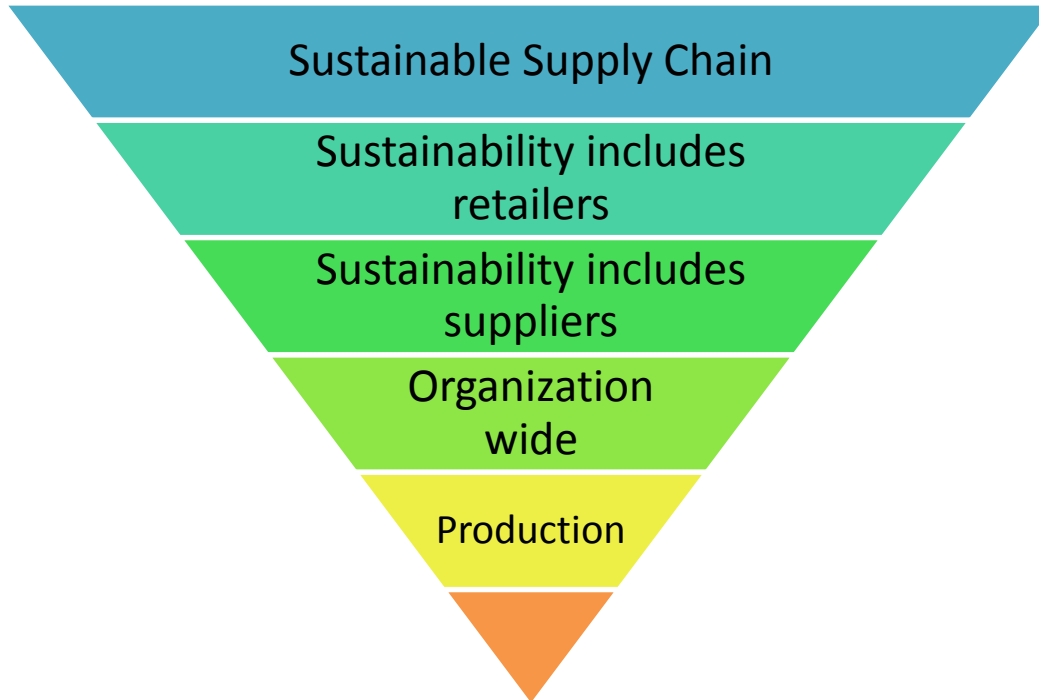 Sustainable Supply Chain
Sustainability includes
retailers
Sustainability includes
suppliers
Organization
wide
Production